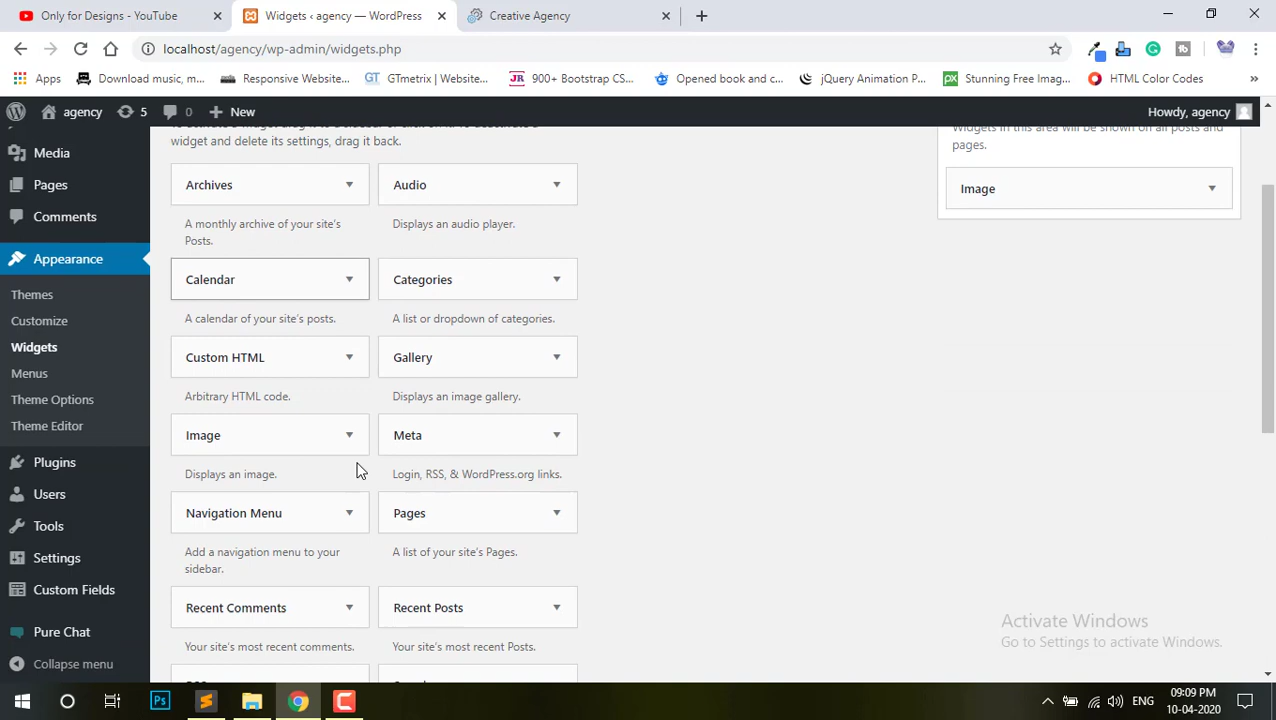 Only for Designs - YouTube
Widgets ‹ agency — WordPress
Creative Agency
localhost/agency/wp-admin/widgets.php
Apps
Download music, m...
Responsive Website...
GT GTmetrix | Website...
JR 900+ Bootstrap CS...
Opened book and c...
jQuery Animation P...
px Stunning Free Imag...
HTML Color Codes
»
agency
5
0
New
Howdy, agency
Media
Pages
Comments
Appearance
Themes
Customize
Widgets
Menus
Theme Options
Theme Editor
Plugins
Users
Tools
Settings
Custom Fields
Pure Chat
Collapse menu
widget and delete its settings, drag it back.
Archives
A monthly archive of your site's
Posts.
Audio
Displays an audio player.
Calendar
A calendar of your site's posts.
Categories
A list or dropdown of categories.
Custom HTML
Arbitrary HTML code.
Gallery
Displays an image gallery.
Image
Displays an image.
Meta
Login, RSS, & WordPress.org links.
Navigation Menu
Add a navigation menu to your
sidebar.
Pages
A list of your site's Pages.
Recent Comments
Your site's most recent comments.
Recent Posts
Your site's most recent Posts.
Widgets in this area will be shown on all posts and
pages.
Image
Activate Windows
Go to Settings to activate Windows.
Ps
ENG
09:09 PM
10-04-2020